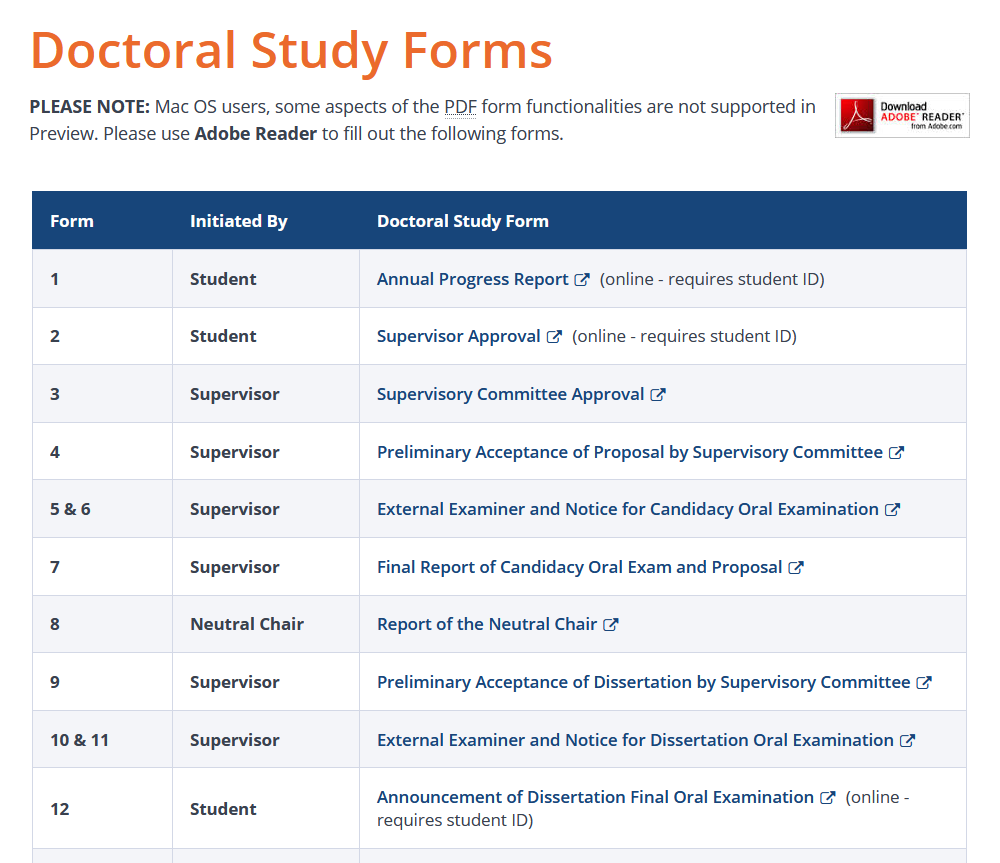 Doctoral Study Forms
PLEASE NOTE: Mac OS users, some aspects of the PDF form functionalities are not supported in
Preview. Please use Adobe Reader to fill out the following forms.
Download
ADOBE® READER®
from Adobe.com
Form Initiated By Doctoral Study Form
1 Student Annual Progress Report (online - requires student ID)
2 Student Supervisor Approval (online - requires student ID)
3 Supervisor Supervisory Committee Approval
4 Supervisor Preliminary Acceptance of Proposal by Supervisory Committee
5 & 6 Supervisor External Examiner and Notice for Candidacy Oral Examination
7 Supervisor Final Report of Candidacy Oral Exam and Proposal
8 Neutral Chair Report of the Neutral Chair
9 Supervisor Preliminary Acceptance of Dissertation by Supervisory Committee
10 & 11 Supervisor External Examiner and Notice for Dissertation Oral Examination
12 Student Announcement of Dissertation Final Oral Examination (online -
requires student ID)